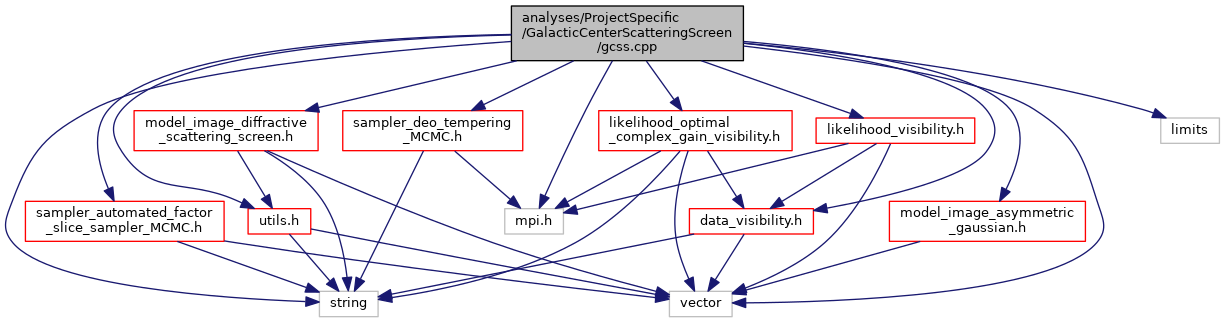 analyses/ProjectSpecific
/GalacticCenterScatteringScreen
/gcss.cpp
model_image_diffractive
_scattering_screen.h
sampler_deo_tempering
_MCMC.h
likelihood_optimal
_complex_gain_visibility.h
likelihood_visibility.h
limits
sampler_automated_factor
_slice_sampler_MCMC.h
utils.h
mpi.h
data_visibility.h
model_image_asymmetric
_gaussian.h
string
vector